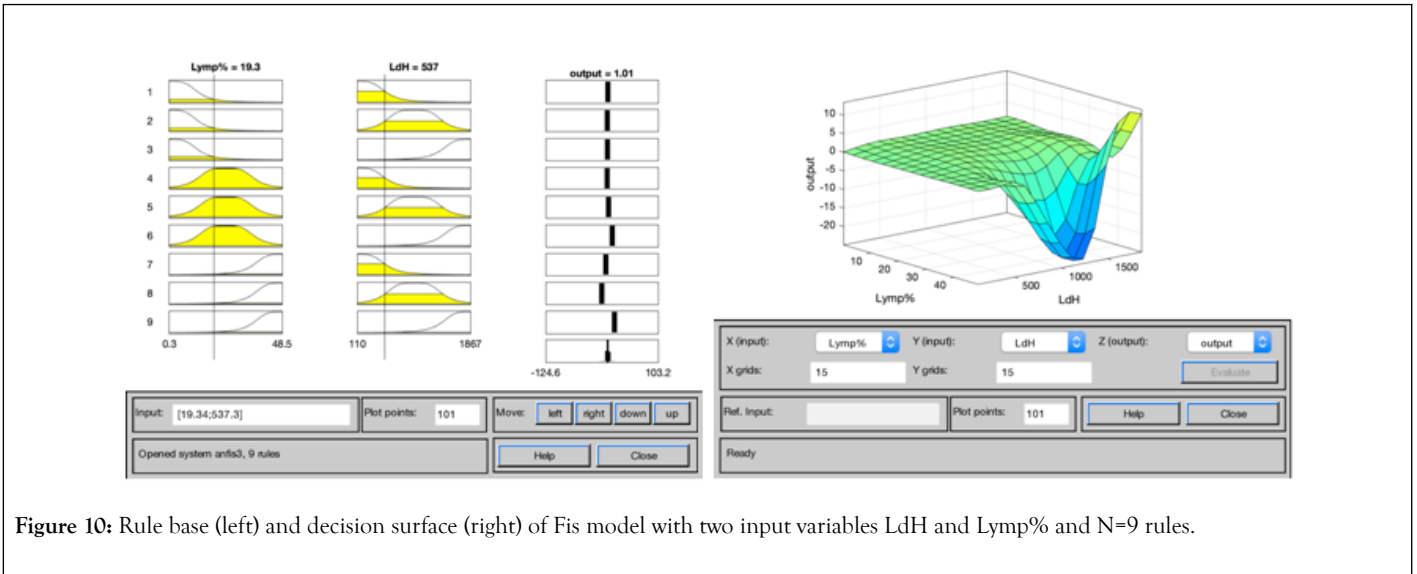 Lymp% = 19.3
LdH = 537
output = 1.01
1
2
3
4
5
6
7
8
9
0.3 48.5
110 1867
-124.6 103.2
Input: [19.34;537.3]
Plot points: 101
Move: left right down up
Opened system anfis3, 9 rules
Help Close
10
5
0
-5
-10
-15
-20
output
10
20
30
40
Lymp%
500
1000
1500
LdH
X (input): Lymp% Y (input): LdH Z (output): output
X grids: 15 Y grids: 15 Evaluate
Ref. Input: Plot points: 101 Help Close
Ready
Figure 10: Rule base (left) and decision surface (right) of Fis model with two input variables LdH and Lymp% and N=9 rules.